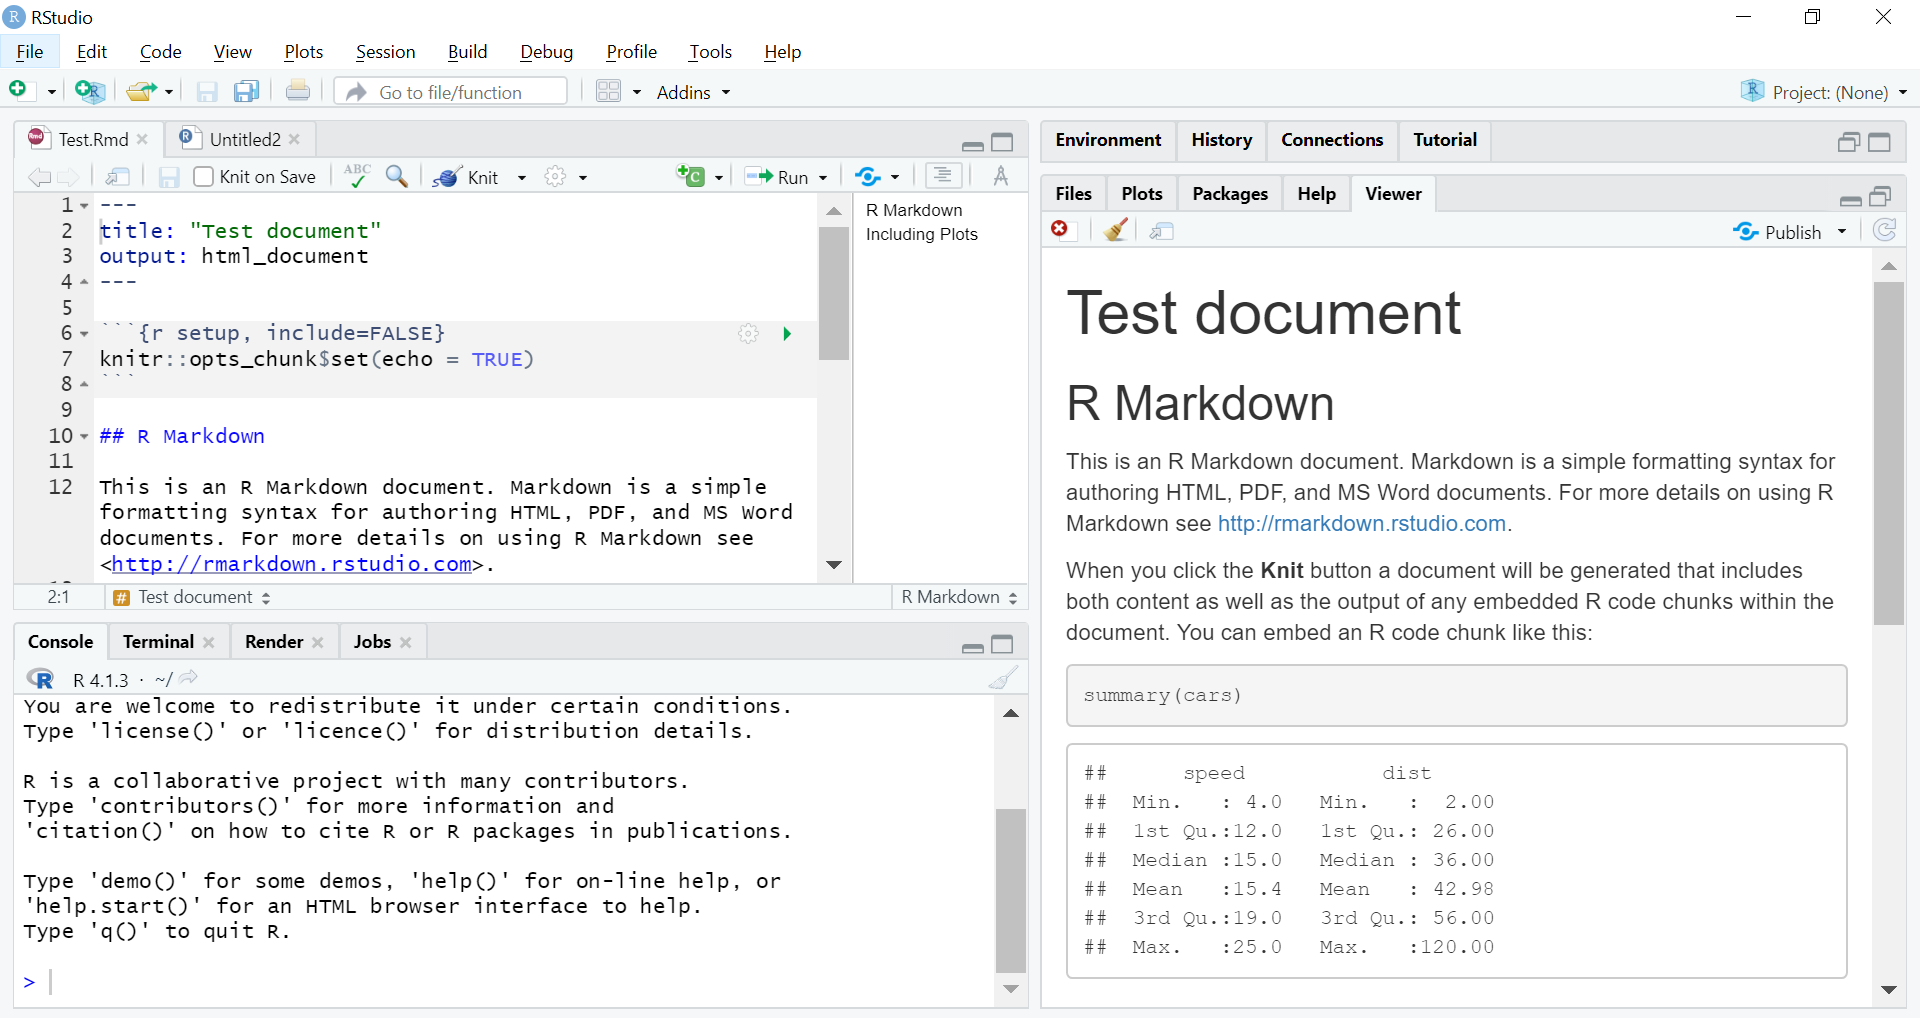 RStudio
File Edit Code View Plots Session Build Debug Profile Tools Help
Go to file/function Addins Project: (None)
Test.Rmd Untitled2
Knit on Save ABC Knit Run
1 ---
2 title: "Test document"
3 output: html_document
4 ---
5
6 ```{r setup, include=FALSE}
7 knitr::opts_chunk$set(echo = TRUE)
8 ```
9
10 ## R Markdown
11
12 This is an R Markdown document. Markdown is a simple
formatting syntax for authoring HTML, PDF, and MS Word
documents. For more details on using R Markdown see
<http://rmarkdown.rstudio.com>.
R Markdown
Including Plots
2:1 # Test document R Markdown
Console Terminal Render Jobs
R 4.1.3 · ~/
You are welcome to redistribute it under certain conditions.
Type 'license()' or 'licence()' for distribution details.
R is a collaborative project with many contributors.
Type 'contributors()' for more information and
'citation()' on how to cite R or R packages in publications.
Type 'demo()' for some demos, 'help()' for on-line help, or
'help.start()' for an HTML browser interface to help.
Type 'q()' to quit R.
>
Environment History Connections Tutorial
Files Plots Packages Help Viewer
Publish
Test document
R Markdown
This is an R Markdown document. Markdown is a simple formatting syntax for
authoring HTML, PDF, and MS Word documents. For more details on using R
Markdown see http://rmarkdown.rstudio.com.
When you click the Knit button a document will be generated that includes
both content as well as the output of any embedded R code chunks within the
document. You can embed an R code chunk like this:
summary(cars)
## speed dist
## Min. : 4.0 Min. : 2.00
## 1st Qu.:12.0 1st Qu.: 26.00
## Median :15.0 Median : 36.00
## Mean :15.4 Mean : 42.98
## 3rd Qu.:19.0 3rd Qu.: 56.00
## Max. :25.0 Max. :120.00